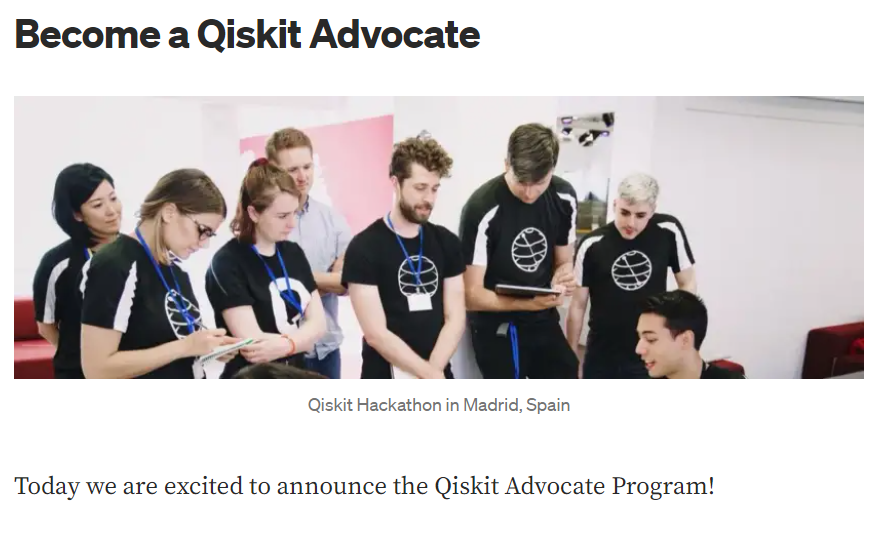 Become a Qiskit Advocate
Qiskit Hackathon in Madrid, Spain
Today we are excited to announce the Qiskit Advocate Program!